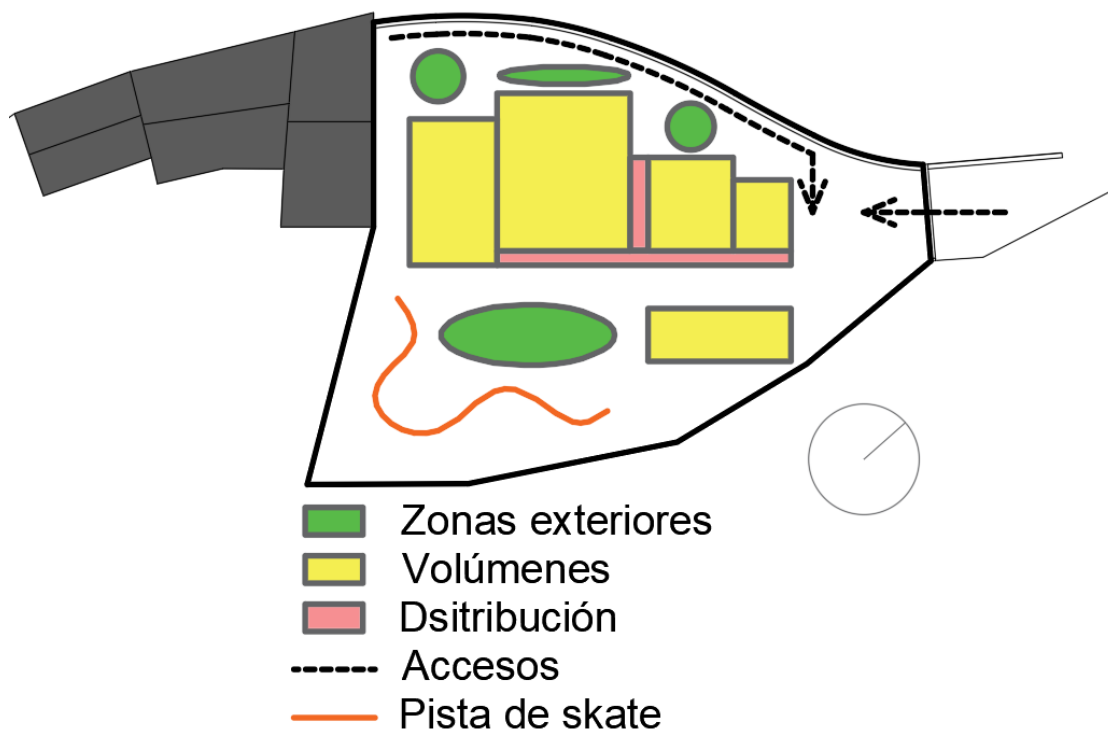 Zonas exteriores
Volúmenes
Dsitribución
Accesos
Pista de skate